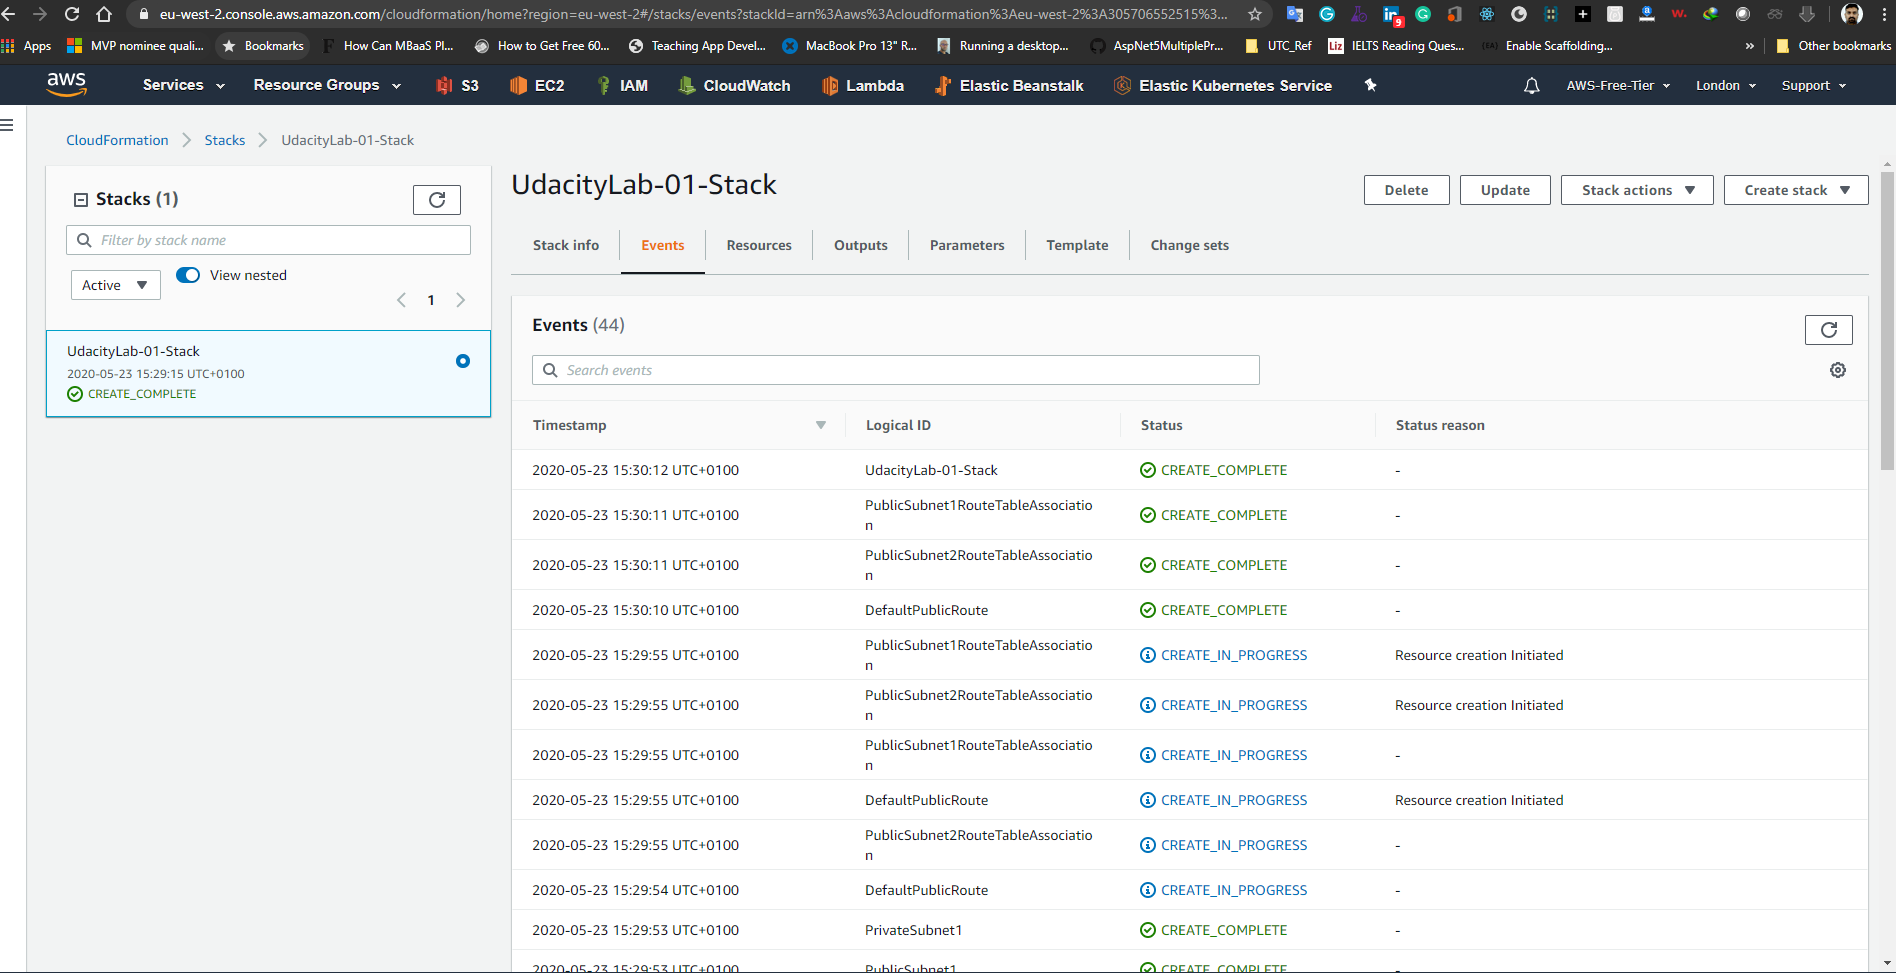 eu-west-2.console.aws.amazon.com/cloudformation/home?region=eu-west-2#/stacks/events?stackId=arn%3Aaws%3Acloudformation%3Aeu-west-2%3A305706552515%3...
9
Apps MVP nominee quali... Bookmarks How Can MBaaS Pl... How to Get Free 60... Teaching App Devel... MacBook Pro 13" R... Running a desktop... AspNet5MultiplePr... UTC_Ref Liz IELTS Reading Ques... {EA} Enable Scaffolding... » Other bookmarks
aws Services Resource Groups S3 EC2 IAM CloudWatch Lambda Elastic Beanstalk Elastic Kubernetes Service AWS-Free-Tier London Support
CloudFormation Stacks UdacityLab-01-Stack
Stacks (1)
Filter by stack name
Active View nested
1
UdacityLab-01-Stack
2020-05-23 15:29:15 UTC+0100
CREATE_COMPLETE
UdacityLab-01-Stack
Delete Update Stack actions Create stack
Stack info Events Resources Outputs Parameters Template Change sets
Events (44)
Search events
Timestamp Logical ID Status Status reason
2020-05-23 15:30:12 UTC+0100 UdacityLab-01-Stack CREATE_COMPLETE -
2020-05-23 15:30:11 UTC+0100 PublicSubnet1RouteTableAssociatio
n CREATE_COMPLETE -
2020-05-23 15:30:11 UTC+0100 PublicSubnet2RouteTableAssociatio
n CREATE_COMPLETE -
2020-05-23 15:30:10 UTC+0100 DefaultPublicRoute CREATE_COMPLETE -
2020-05-23 15:29:55 UTC+0100 PublicSubnet1RouteTableAssociatio
n CREATE_IN_PROGRESS Resource creation Initiated
2020-05-23 15:29:55 UTC+0100 PublicSubnet2RouteTableAssociatio
n CREATE_IN_PROGRESS Resource creation Initiated
2020-05-23 15:29:55 UTC+0100 PublicSubnet1RouteTableAssociatio
n CREATE_IN_PROGRESS -
2020-05-23 15:29:55 UTC+0100 DefaultPublicRoute CREATE_IN_PROGRESS Resource creation Initiated
2020-05-23 15:29:55 UTC+0100 PublicSubnet2RouteTableAssociatio
n CREATE_IN_PROGRESS -
2020-05-23 15:29:54 UTC+0100 DefaultPublicRoute CREATE_IN_PROGRESS -
2020-05-23 15:29:53 UTC+0100 PrivateSubnet1 CREATE_COMPLETE -
2020-05-23 15:29:53 UTC+0100 PublicSubnet1 CREATE_COMPLETE -